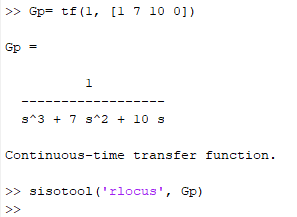 >> Gp= tf(1, [1 7 10 0])
Gp =
1
------------------
s^3 + 7 s^2 + 10 s
Continuous-time transfer function.
>> sisotool('rlocus', Gp)
>>